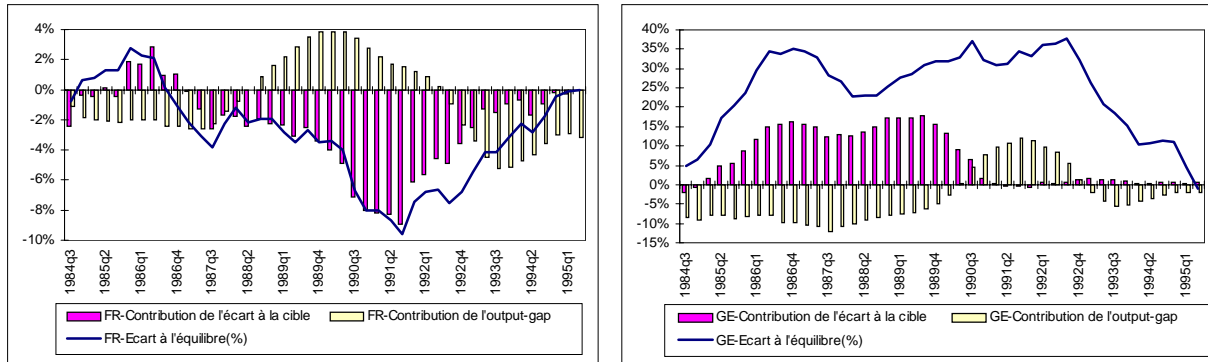 4%
2%
0%
-2%
-4%
-6%
-8%
-10%
1984q3
1985q2
1986q1
1986q4
1987q3
1988q2
1989q1
1989q4
1990q3
1991q2
1992q1
1992q4
1993q3
1994q2
1995q1
FR-Contribution de l'écart à la cible
FR-Contribution de l'output-gap
FR-Ecart à l'équilibre(%)
40%
35%
30%
25%
20%
15%
10%
5%
0%
-5%
-10%
-15%
1984q3
1985q2
1986q1
1986q4
1987q3
1988q2
1989q1
1989q4
1990q3
1991q2
1992q1
1992q4
1993q3
1994q2
1995q1
GE-Contribution de l'écart à la cible
GE-Contribution de l'output-gap
GE-Ecart à l'équilibre(%)